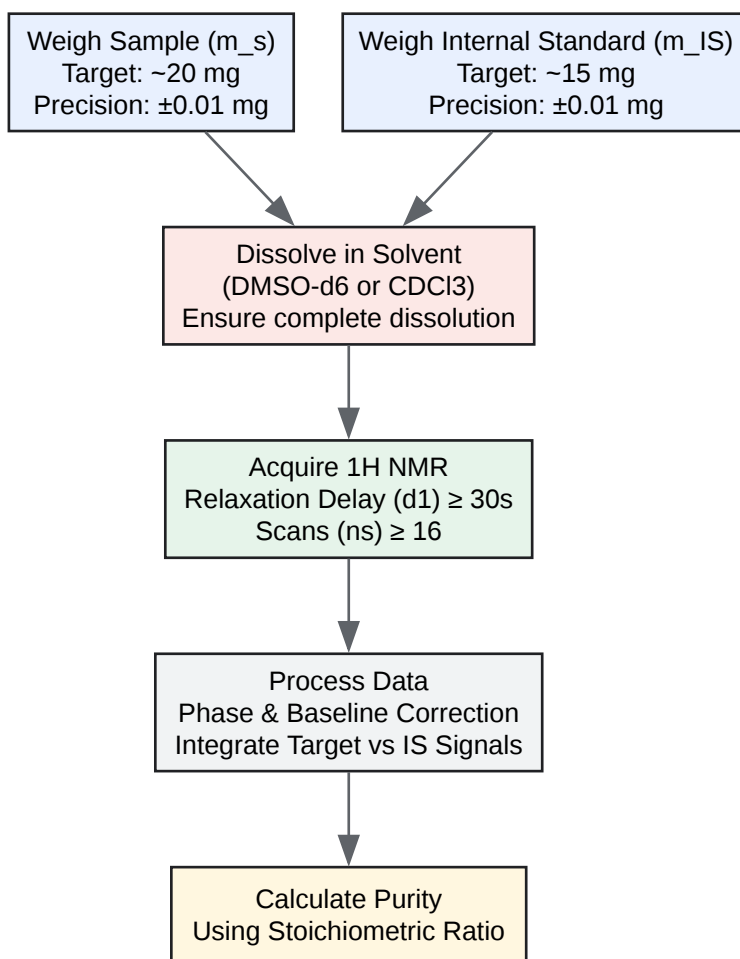 Weigh Sample (m_s)
Target: ~20 mg
Precision: ±0.01 mg
Weigh Internal Standard (m_IS)
Target: ~15 mg
Precision: ±0.01 mg
Dissolve in Solvent
(DMSO-d6 or CDCl3)
Ensure complete dissolution
Acquire 1H NMR
Relaxation Delay (d1) ≥ 30s
Scans (ns) ≥ 16
Process Data
Phase & Baseline Correction
Integrate Target vs IS Signals
Calculate Purity
Using Stoichiometric Ratio